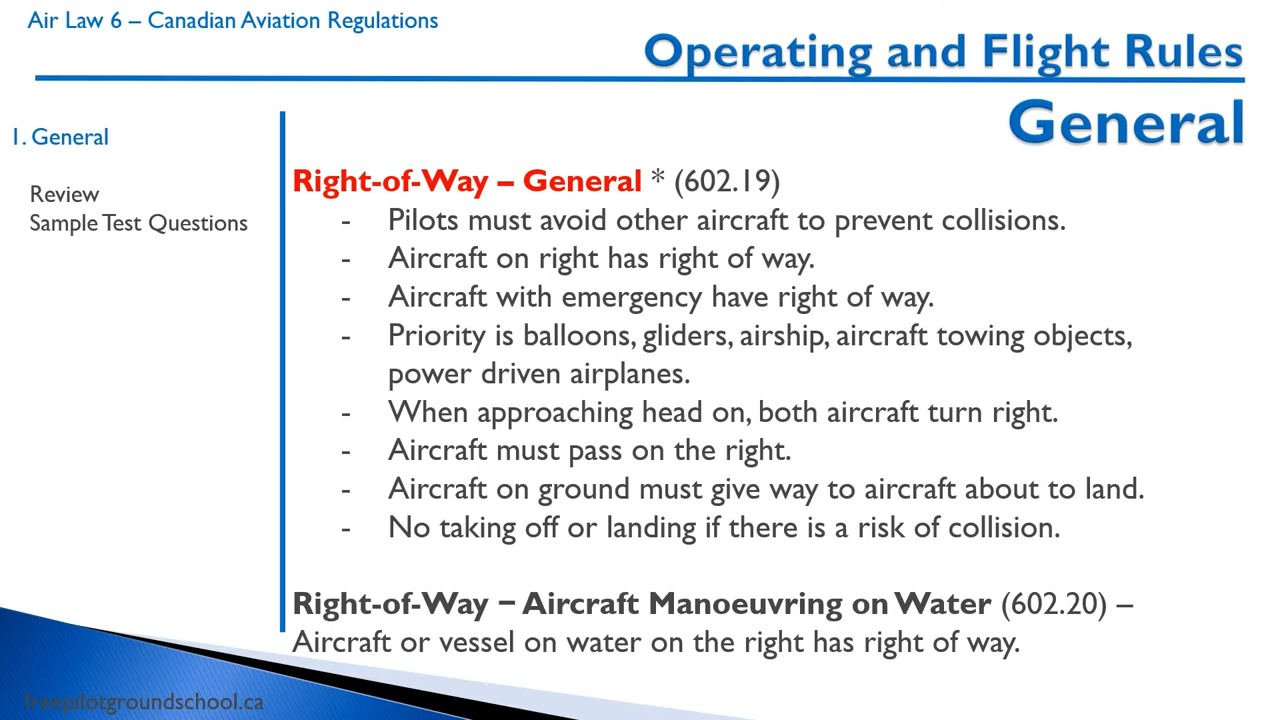 Air Law 6 – Canadian Aviation Regulations
Operating and Flight Rules
General
1. General
Review
Sample Test Questions
Right-of-Way – General * (602.19)
- Pilots must avoid other aircraft to prevent collisions.
- Aircraft on right has right of way.
- Aircraft with emergency have right of way.
- Priority is balloons, gliders, airship, aircraft towing objects,
power driven airplanes.
- When approaching head on, both aircraft turn right.
- Aircraft must pass on the right.
- Aircraft on ground must give way to aircraft about to land.
- No taking off or landing if there is a risk of collision.
Right-of-Way – Aircraft Manoeuvring on Water (602.20) –
Aircraft or vessel on water on the right has right of way.
freepilotgroundschool.ca